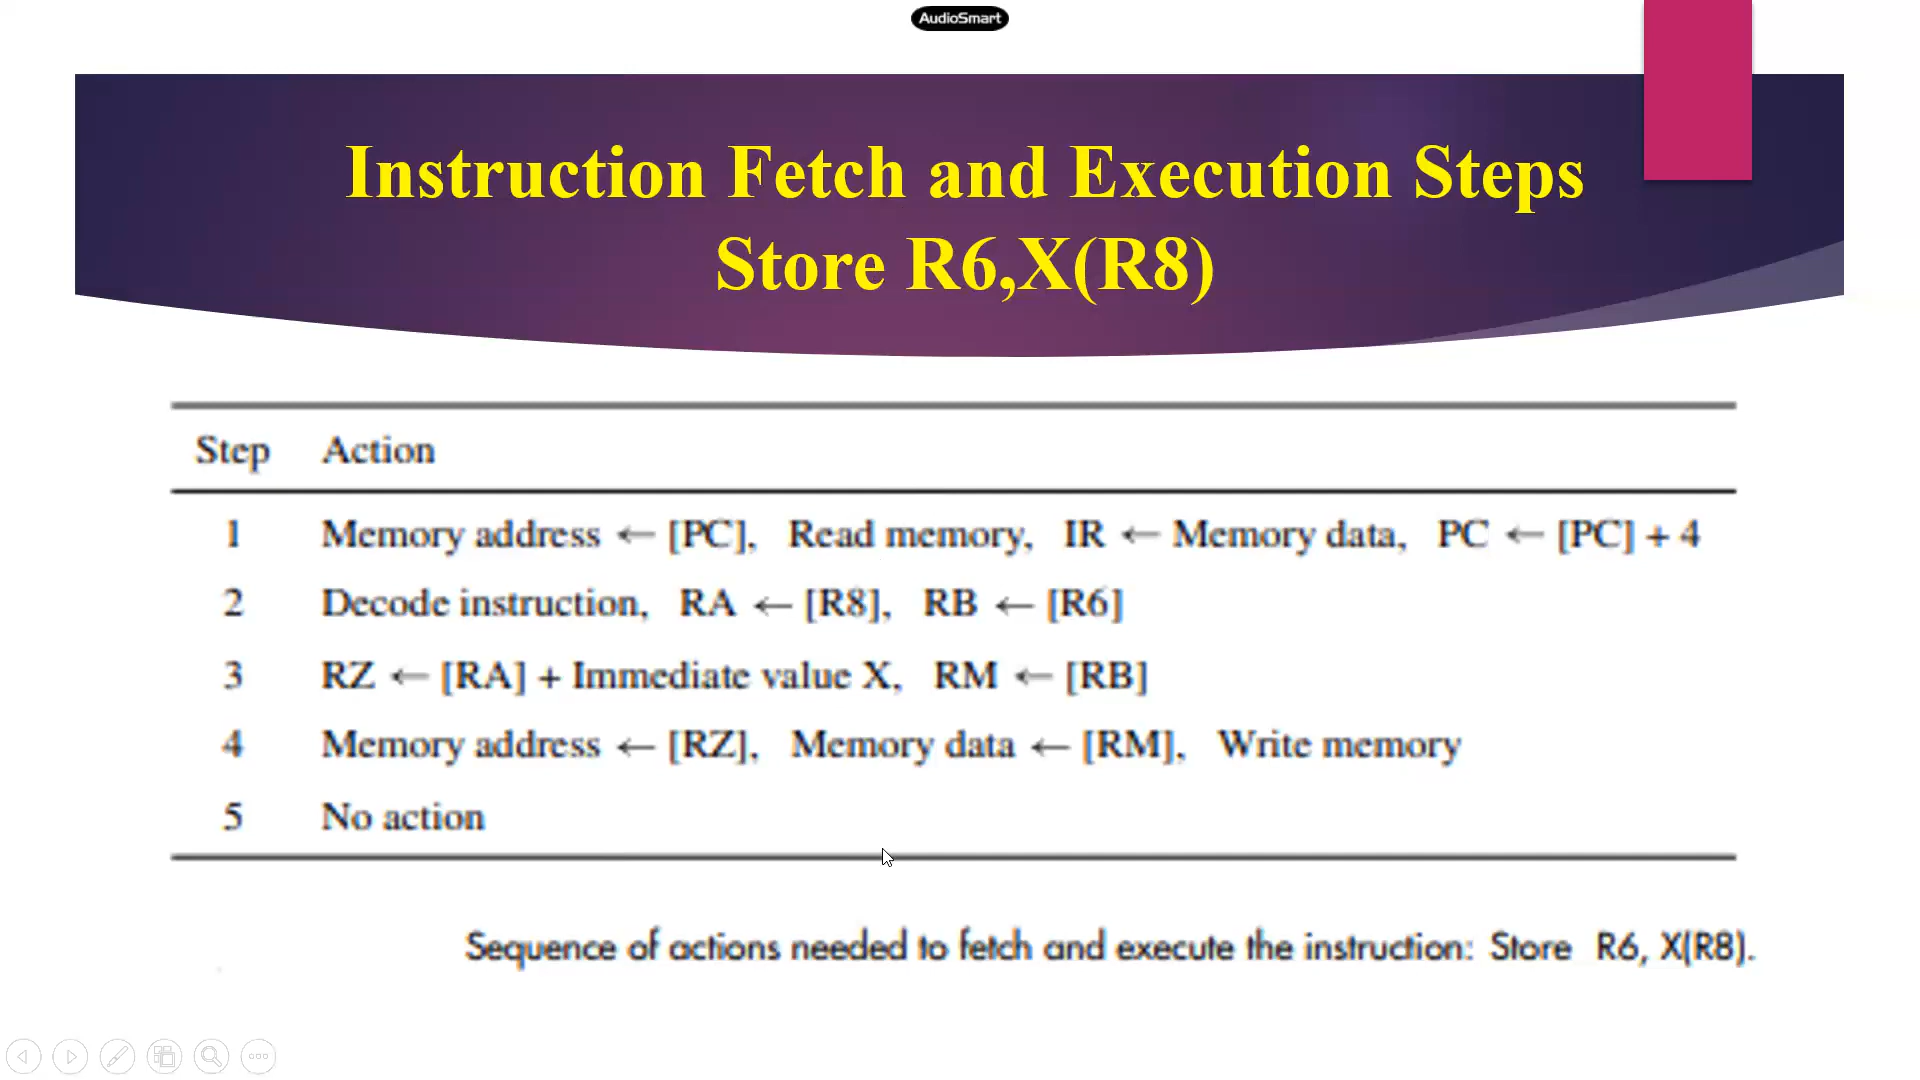 AudioSmart
Instruction Fetch and Execution Steps
Store R6,X(R8)
Step Action
1 Memory address ← [PC], Read memory, IR ← Memory data, PC ← [PC] + 4
2 Decode instruction, RA ← [R8], RB ← [R6]
3 RZ ← [RA] + Immediate value X, RM ← [RB]
4 Memory address ← [RZ], Memory data ← [RM], Write memory
5 No action
Sequence of actions needed to fetch and execute the instruction: Store R6, X(R8).